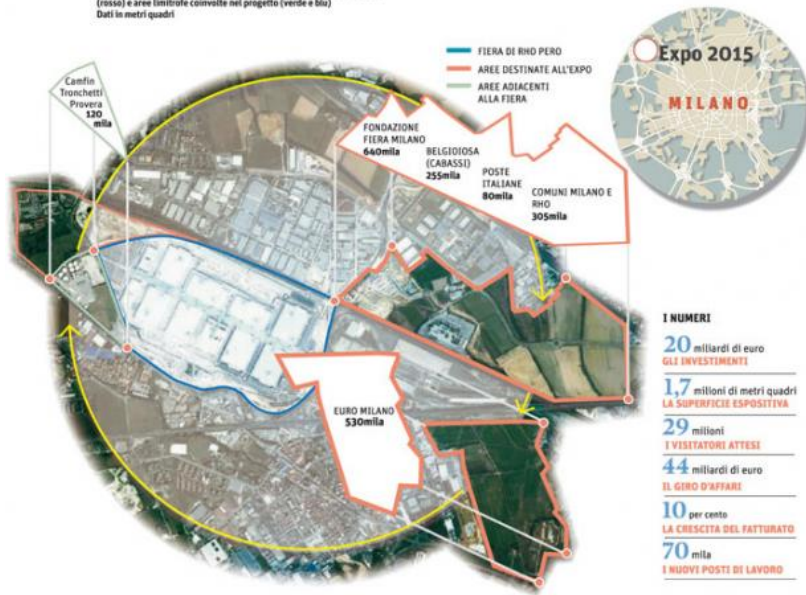 (rosso) e aree limitrofe coinvolte nel progetto (verde e blu)
Dati in metri quadri
FIERA DI RHO PERO
AREE DESTINATE ALL'EXPO
AREE ADIACENTI
ALLA FIERA
Expo 2015
MILANO
Camfin
Tronchetti
Provera
120
mila
FONDAZIONE
FIERA MILANO
640mila
BELGIOIOSA
(CABASSI)
255mila
POSTE
ITALIANE
80mila
COMUNI MILANO E
RHO
305mila
EURO MILANO
530mila
I NUMERI
20 miliardi di euro
GLI INVESTIMENTI
1,7 milioni di metri quadri
LA SUPERFICIE ESPOSITIVA
29 milioni
I VISITATORI ATTESI
44 miliardi di euro
IL GIRO D'AFFARI
10 per cento
LA CRESCITA DEL FATTURATO
70 mila
I NUOVI POSTI DI LAVORO